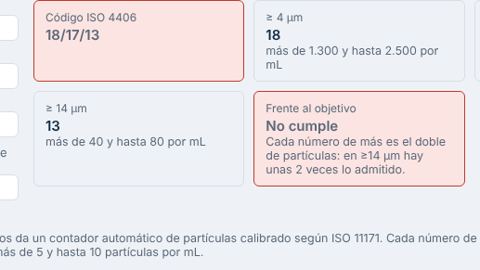 Código ISO 4406
18/17/13
≥ 4 µm
18
más de 1.300 y hasta 2.500 por
mL
≥ 14 µm
13
más de 40 y hasta 80 por mL
Frente al objetivo
No cumple
Cada número de más es el doble
de partículas: en ≥14 µm hay
unas 2 veces lo admitido.
e
os da un contador automático de partículas calibrado según ISO 11171. Cada número de
más de 5 y hasta 10 partículas por mL.